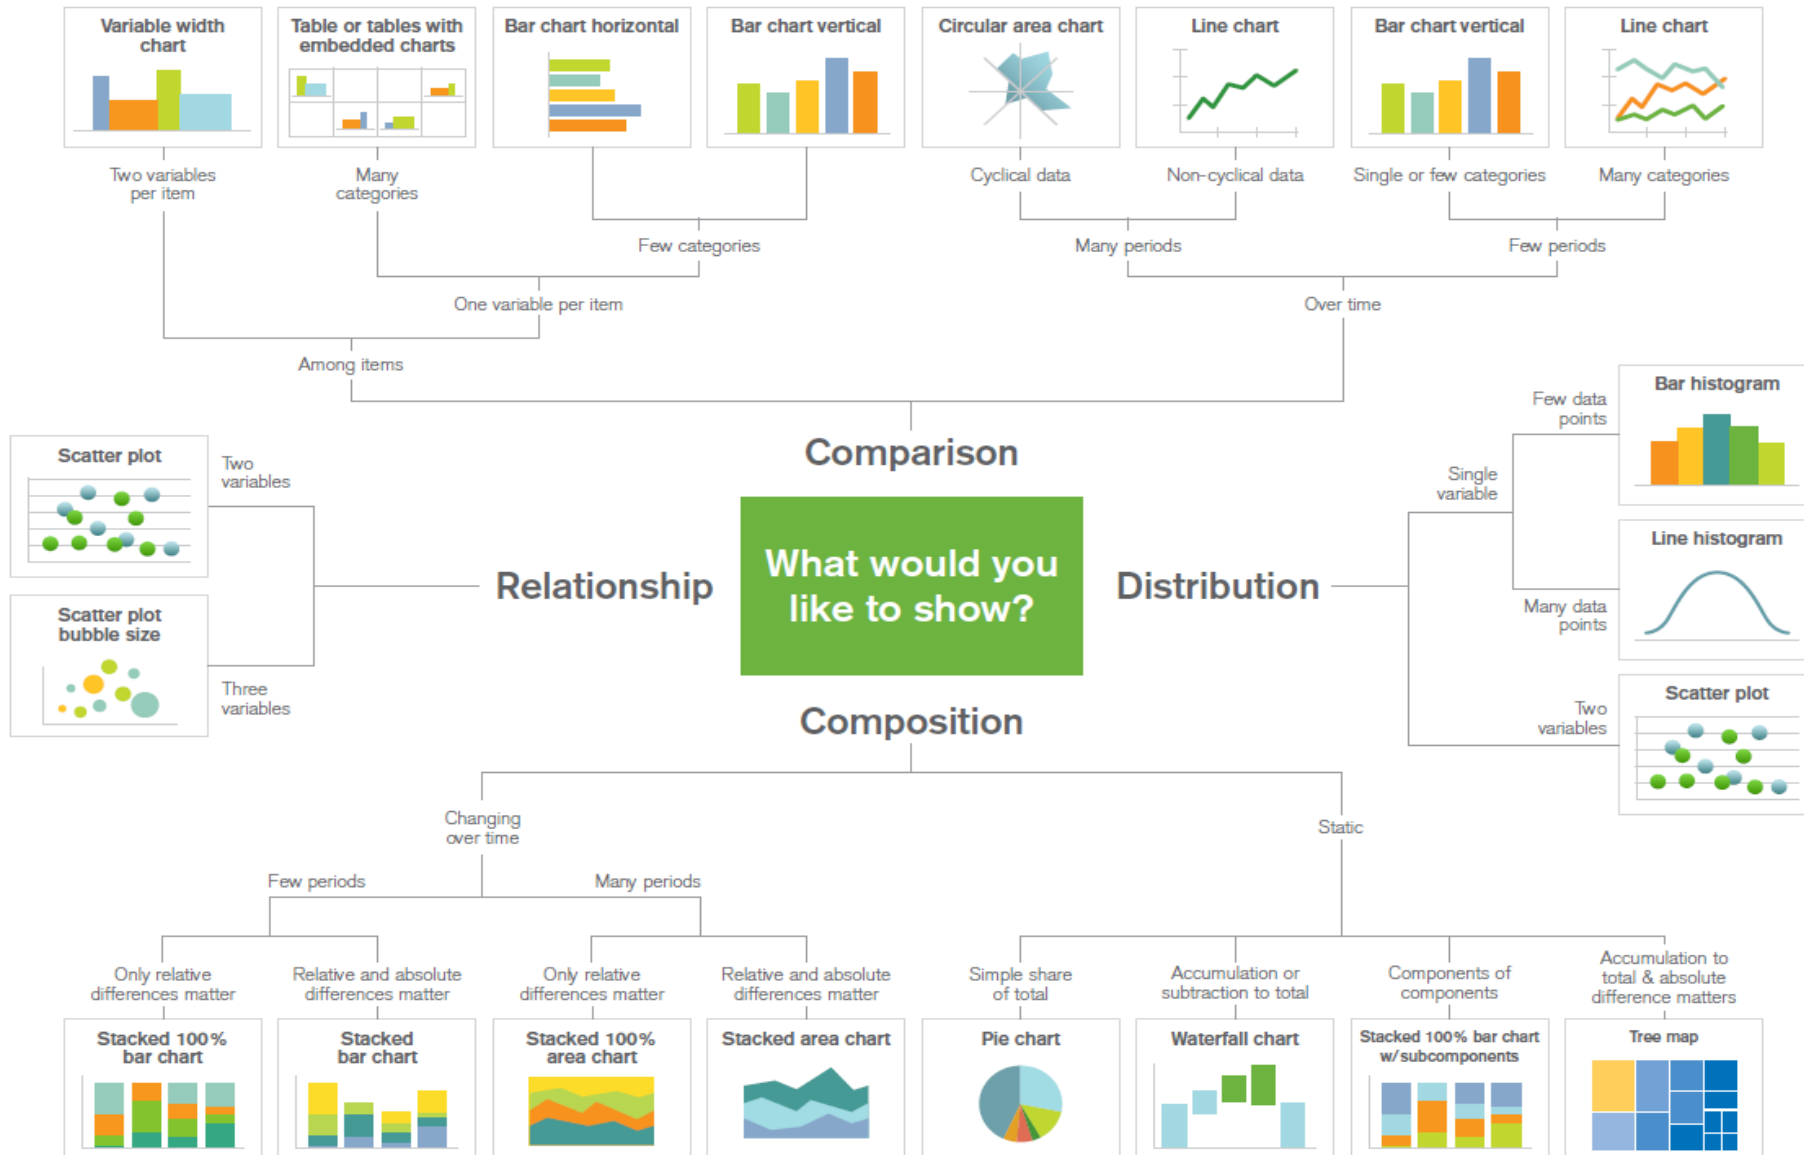 Variable width
chart
Table or tables with
embedded charts
Bar chart horizontal
Bar chart vertical
Circular area chart
Line chart
Bar chart vertical
Line chart
Two variables
per item
Many
categories
Cyclical data
Non-cyclical data
Single or few categories
Many categories
Few categories
Many periods
Few periods
One variable per item
Over time
Among items
Comparison
What would you
like to show?
Relationship
Two
variables
Scatter plot
Three
variables
Scatter plot
bubble size
Distribution
Single
variable
Few data
points
Bar histogram
Many data
points
Line histogram
Two
variables
Scatter plot
Composition
Changing
over time
Static
Few periods
Many periods
Only relative
differences matter
Relative and absolute
differences matter
Only relative
differences matter
Relative and absolute
differences matter
Simple share
of total
Accumulation or
subtraction to total
Components of
components
Accumulation to
total & absolute
difference matters
Stacked 100%
bar chart
Stacked
bar chart
Stacked 100%
area chart
Stacked area chart
Pie chart
Waterfall chart
Stacked 100% bar chart
w/subcomponents
Tree map